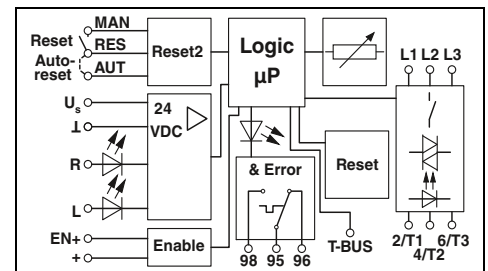 MAN
Reset
RES
Reset2
Auto-
reset
AUT
Logic
µP
L1 L2 L3
Us
24
VDC
⊥
R
L
& Error
Reset
EN+
+
Enable
98 95 96
T-BUS
2/T1 6/T3
4/T2